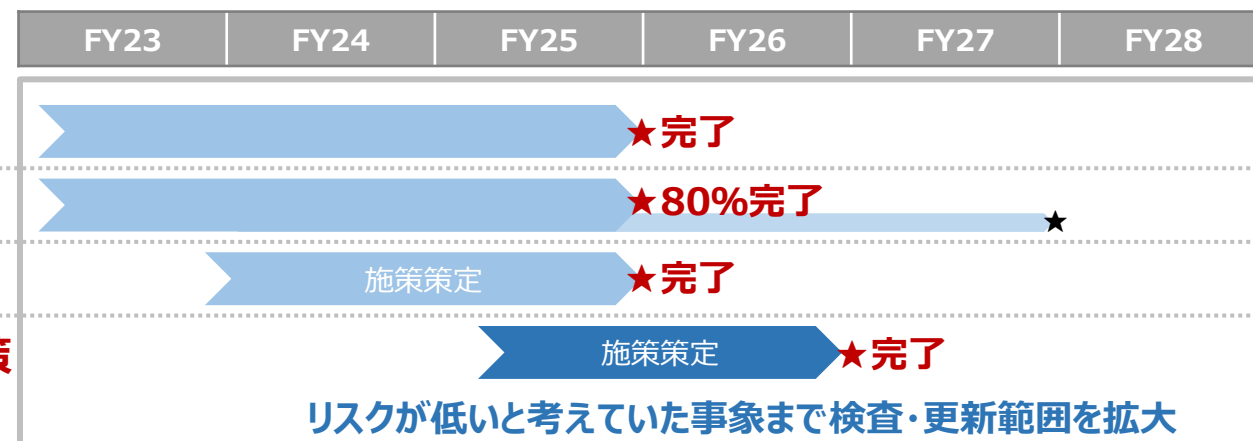 FY23 FY24 FY25 FY26 FY27 FY28
★完了
★80%完了 ★
施策策定 ★完了
策 施策策定 ★完了
リスクが低いと考えていた事象まで検査・更新範囲を拡大